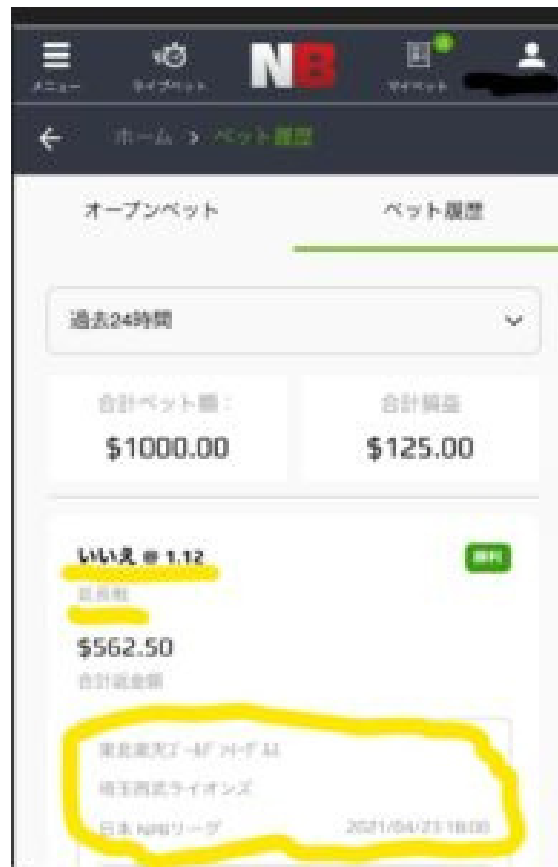 メニュー
ライブベット
NB
マイベット
ホーム > ベット履歴
オープンベット
ベット履歴
過去24時間
合計ベット額:
合計損益
$1000.00
$125.00
いいえ @ 1.12
勝利
延長戦
$562.50
合計返金額
東北楽天ゴールデンイーグルス
埼玉西武ライオンズ
日本 NPBリーグ
2021/04/23 18:00